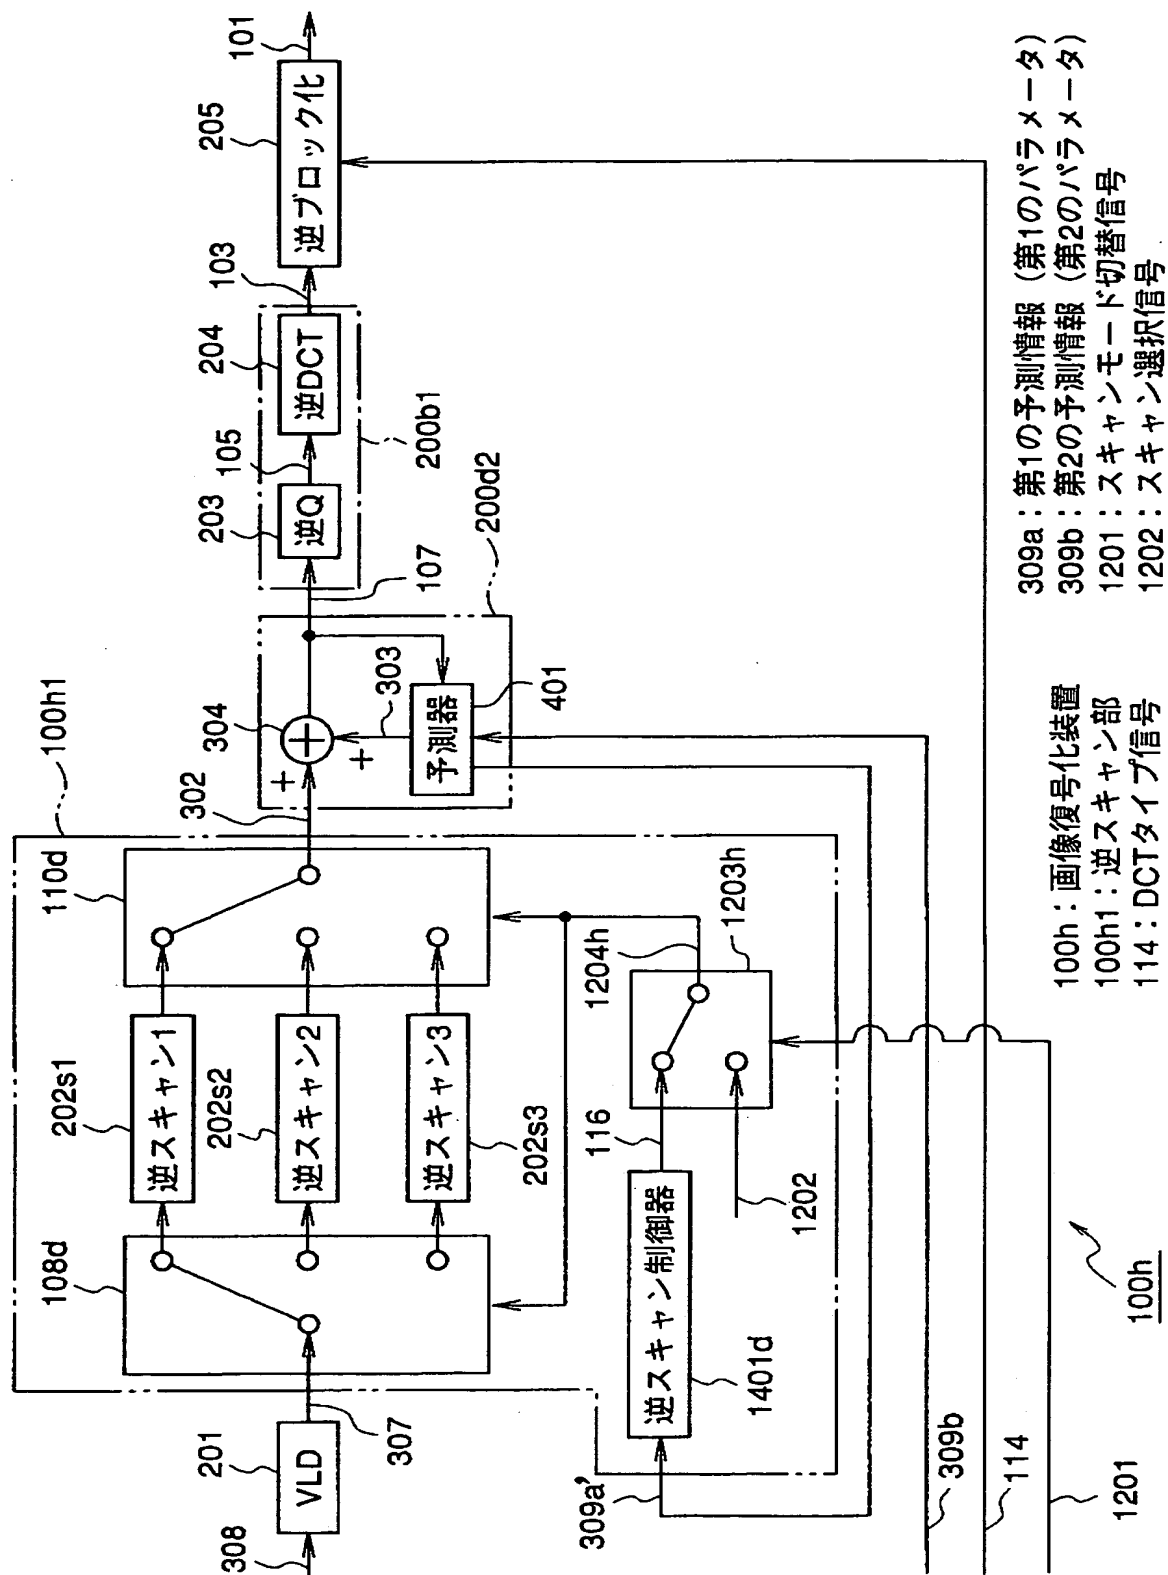 308
201
VLD
307
108d
202s1
逆スキャン1
202s2
逆スキャン2
逆スキャン3
202s3
110d
100h1
302
304
+
+
303
予測器
401
107
200d2
203
逆Q
105
204
逆DCT
200b1
103
205
逆ブロック化
101
309a'
逆スキャン制御器
1401d
116
1202
1204h
1203h
309b
114
1201
100h
100h：画像復号化装置
100h1：逆スキャン部
114：DCTタイプ信号
309a：第1の予測情報（第1のパラメータ）
309b：第2の予測情報（第2のパラメータ）
1201：スキャンモード切替信号
1202：スキャン選択信号